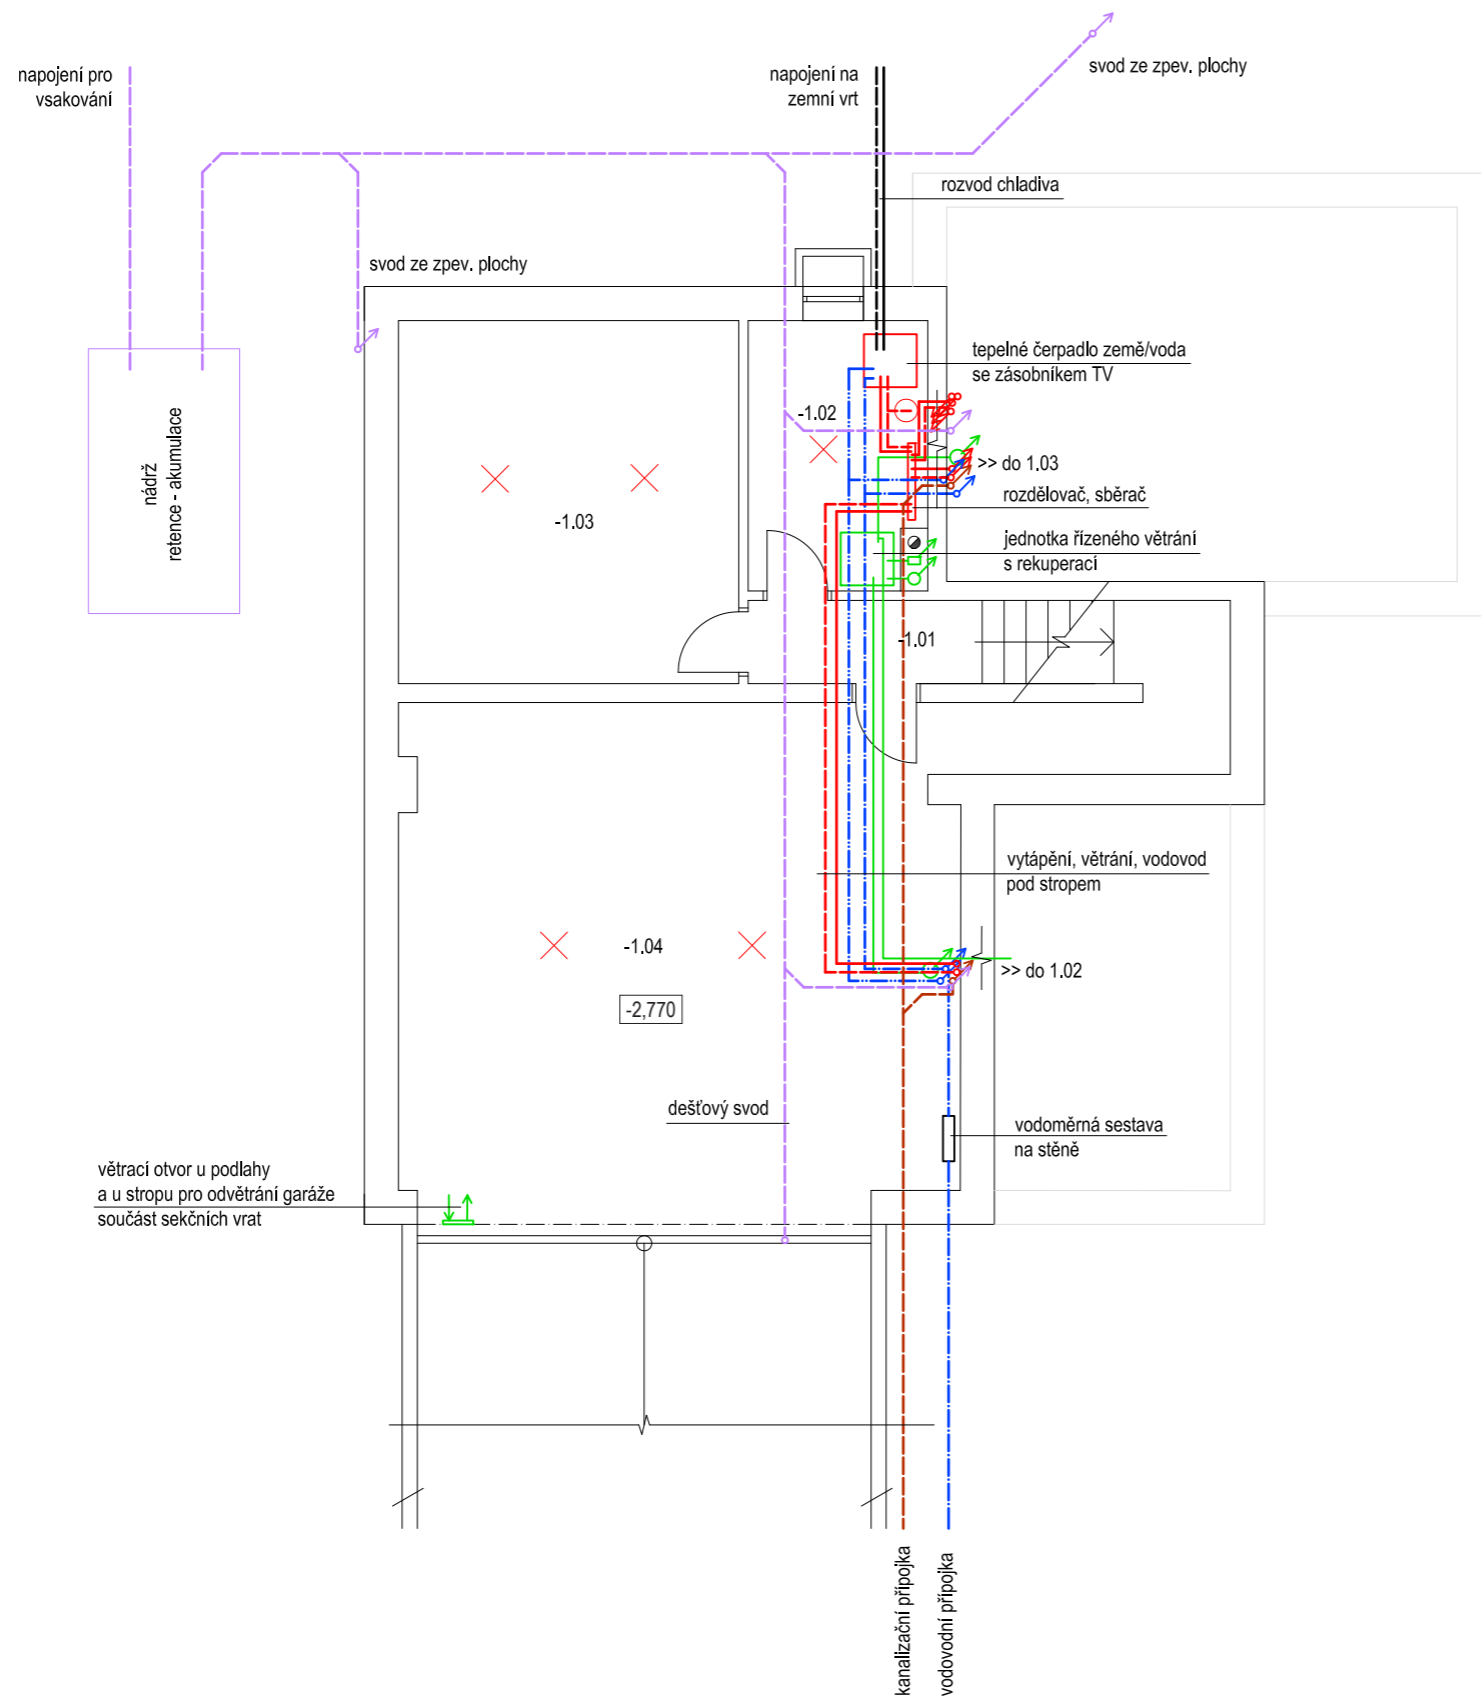 napojení pro
vsakování
napojení na
zemní vrt
svod ze zpev. plochy
rozvod chladiva
svod ze zpev. plochy
tepelné čerpadlo země/voda
se zásobníkem TV
-1.02
>> do 1.03
rozdělovač, sběrač
nádrž
retence - akumulace
-1.03
jednotka řízeného větrání
s rekuperací
-1.01
vytápění, větrání, vodovod
pod stropem
-1.04
>> do 1.02
-2,770
dešťový svod
vodoměrná sestava
na stěně
větrací otvor u podlahy
a u stropu pro odvětrání garáže
součást sekčních vrat
kanalizační přípojka
vodovodní přípojka